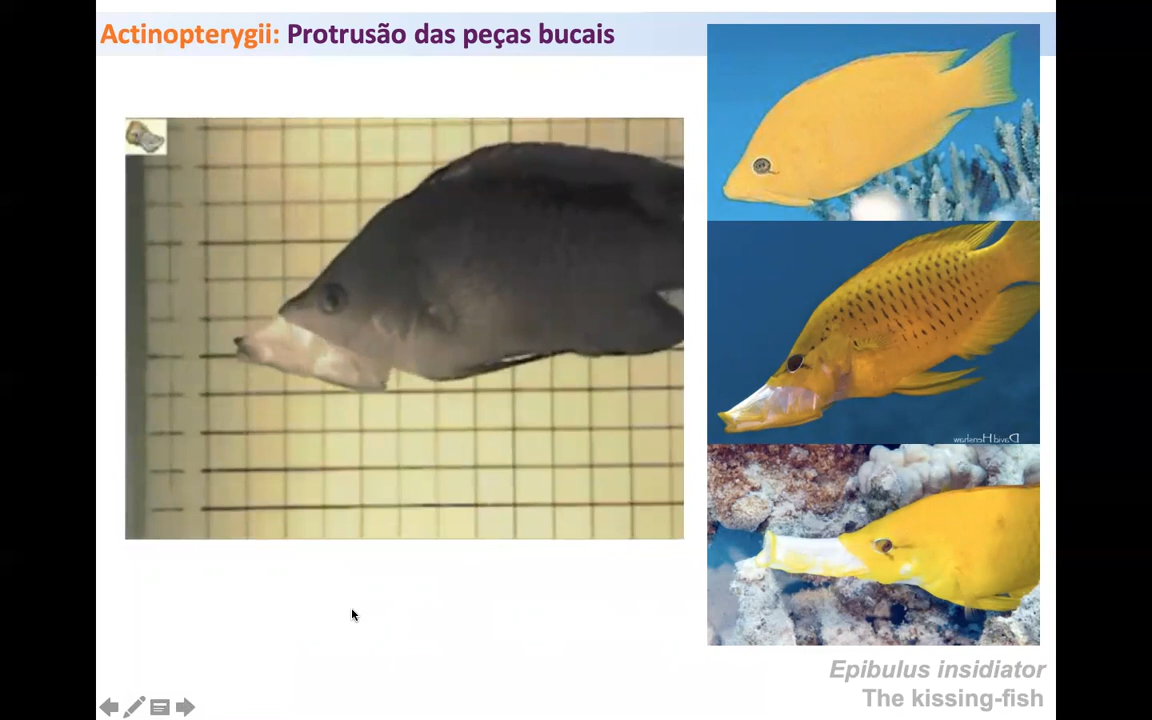 Actinopterygii: Protrusão das peças bucais
Epibulus insidiator
The kissing-fish